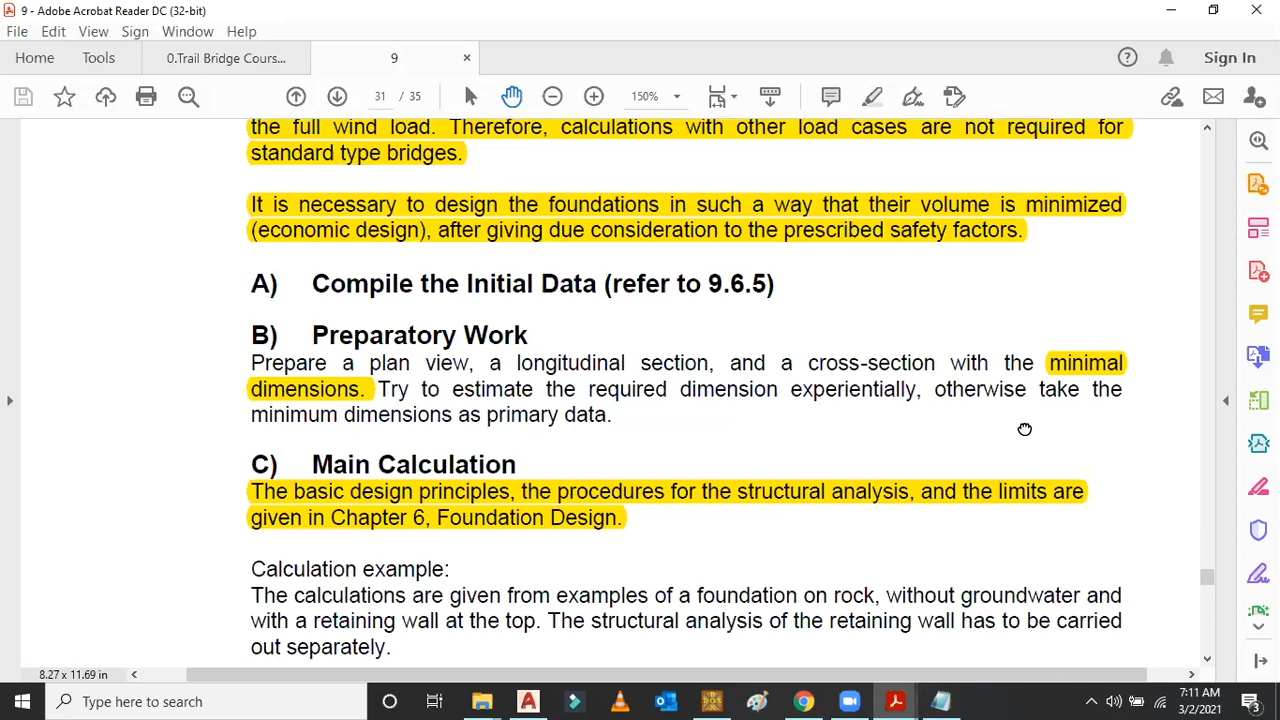 9 - Adobe Acrobat Reader DC (32-bit)
File Edit View Sign Window Help
Home Tools 0.Trail Bridge Cours... 9 × Sign In
31 / 35 150%
the full wind load. Therefore, calculations with other load cases are not required for
standard type bridges.
It is necessary to design the foundations in such a way that their volume is minimized
(economic design), after giving due consideration to the prescribed safety factors.
A) Compile the Initial Data (refer to 9.6.5)
B) Preparatory Work
Prepare a plan view, a longitudinal section, and a cross-section with the minimal
dimensions. Try to estimate the required dimension experientially, otherwise take the
minimum dimensions as primary data.
C) Main Calculation
The basic design principles, the procedures for the structural analysis, and the limits are
given in Chapter 6, Foundation Design.
Calculation example:
The calculations are given from examples of a foundation on rock, without groundwater and
with a retaining wall at the top. The structural analysis of the retaining wall has to be carried
out separately.
8.27 x 11.69 in
Type here to search
7:11 AM
3/2/2021
3